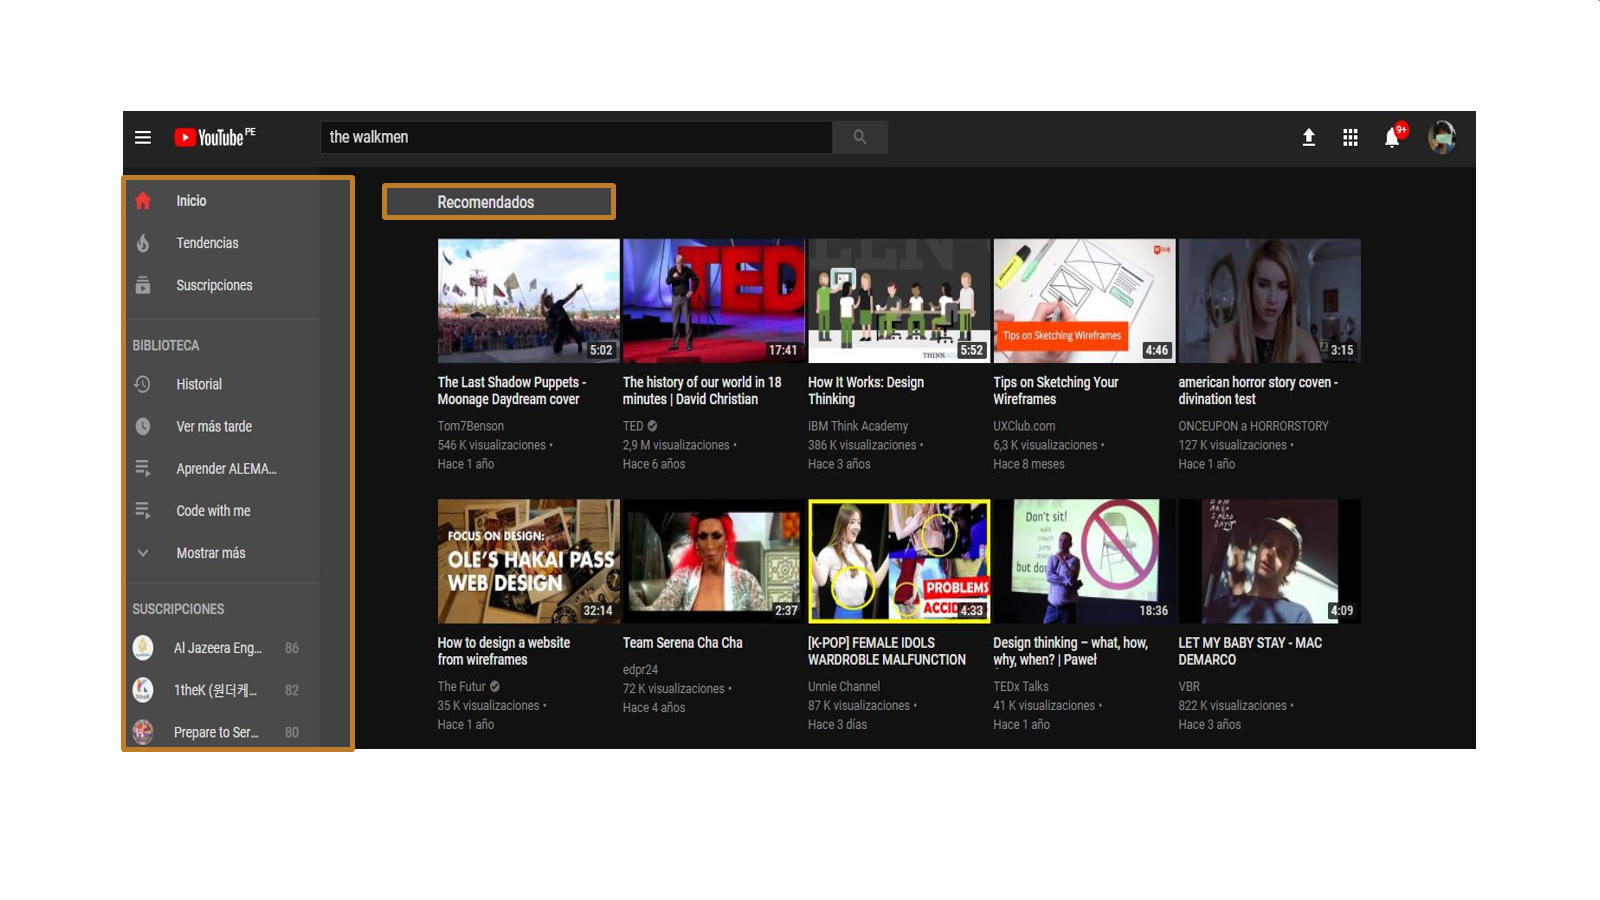 YouTube PE
the walkmen
9+
Inicio
Tendencias
Suscripciones
BIBLIOTECA
Historial
Ver más tarde
Aprender ALEMA...
Code with me
Mostrar más
SUSCRIPCIONES
Al Jazeera Eng... 86
1theK (원더케... 82
Prepare to Ser... 80
Recomendados
5:02
TED
17:41
THINK
5:52
Tips on Sketching Wireframes
4:46
3:15
The Last Shadow Puppets -
Moonage Daydream cover
Tom7Benson
546 K visualizaciones •
Hace 1 año
The history of our world in 18
minutes | David Christian
TED
2,9 M visualizaciones •
Hace 6 años
How It Works: Design
Thinking
IBM Think Academy
386 K visualizaciones •
Hace 3 años
Tips on Sketching Your
Wireframes
UXClub.com
6,3 K visualizaciones •
Hace 8 meses
american horror story coven -
divination test
ONCEUPON a HORRORSTORY
127 K visualizaciones •
Hace 1 año
FOCUS ON DESIGN:
OLE'S HAKAI PASS
WEB DESIGN
32:14
2:37
PROBLEMS
ACCID
4:33
Don't sit!
but do
18:36
4:09
How to design a website
from wireframes
The Futur
35 K visualizaciones •
Hace 1 año
Team Serena Cha Cha
edpr24
72 K visualizaciones •
Hace 4 años
[K-POP] FEMALE IDOLS
WARDROBLE MALFUNCTION
Unnie Channel
87 K visualizaciones •
Hace 3 días
Design thinking – what, how,
why, when? | Paweł
TEDx Talks
41 K visualizaciones •
Hace 1 año
LET MY BABY STAY - MAC
DEMARCO
VBR
822 K visualizaciones •
Hace 3 años